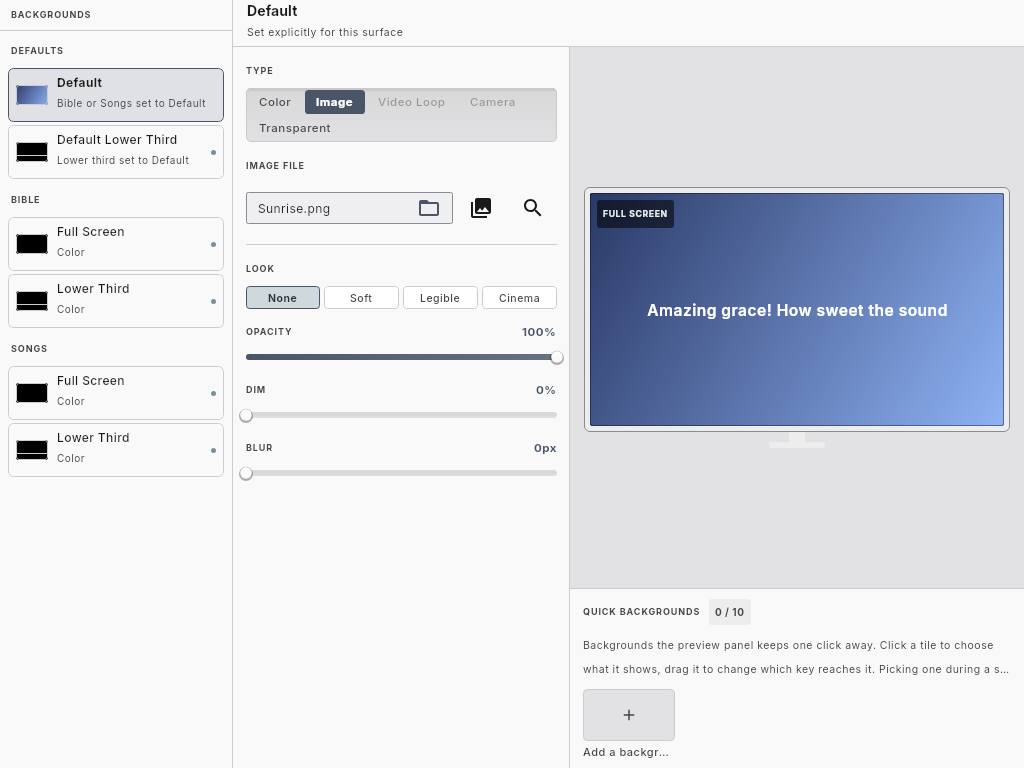 BACKGROUNDS
DEFAULTS
Default
Bible or Songs set to Default
Default Lower Third
Lower third set to Default
BIBLE
Full Screen
Color
Lower Third
Color
SONGS
Full Screen
Color
Lower Third
Color
Default
Set explicitly for this surface
TYPE
Color Image Video Loop Camera
Transparent
IMAGE FILE
Sunrise.png
LOOK
None Soft Legible Cinema
OPACITY 100%
DIM 0%
BLUR 0px
FULL SCREEN
Amazing grace! How sweet the sound
QUICK BACKGROUNDS 0 / 10
Backgrounds the preview panel keeps one click away. Click a tile to choose
what it shows, drag it to change which key reaches it. Picking one during a s...
+
Add a backgr...